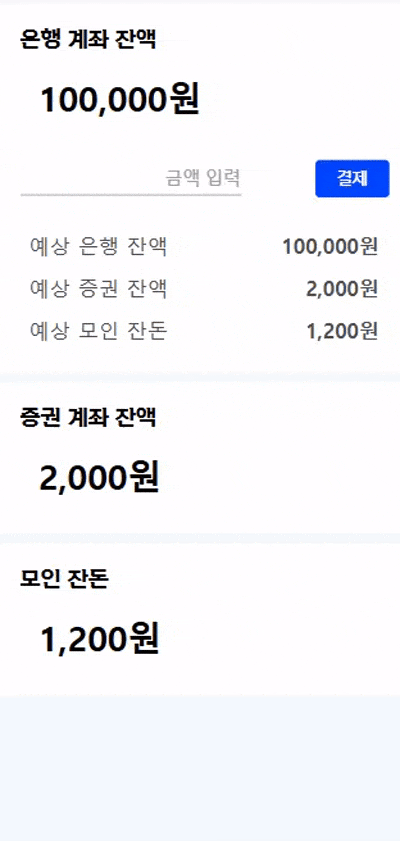 은행 계좌 잔액
100,000원
금액 입력
결제
예상 은행 잔액 100,000원
예상 증권 잔액 2,000원
예상 모인 잔돈 1,200원
증권 계좌 잔액
2,000원
모인 잔돈
1,200원